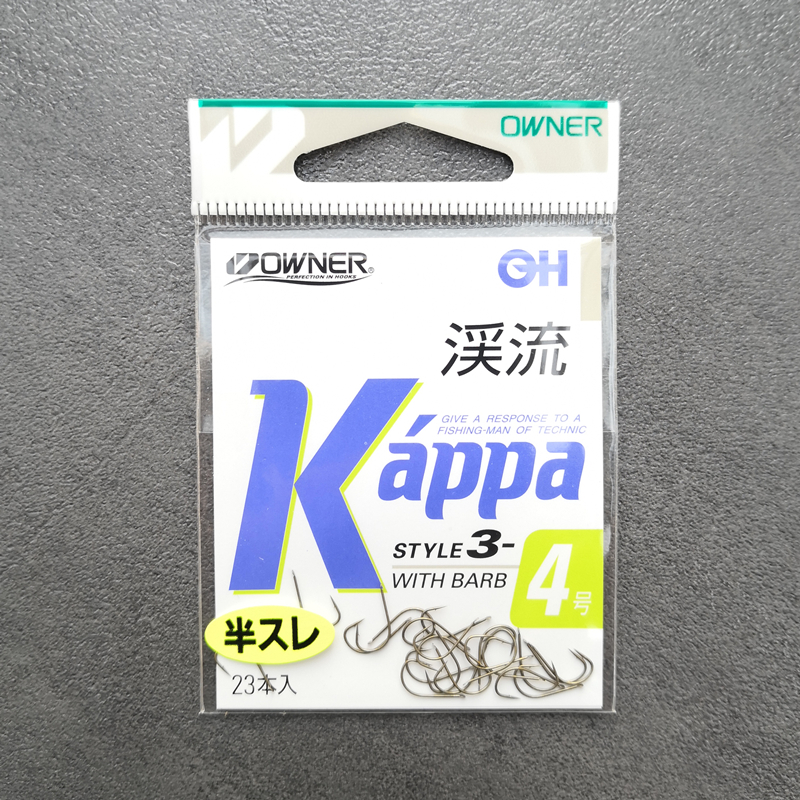 OWNER
OWNER®
PERFECTION IN HOOKS
OH
渓流
Káppa
GIVE A RESPONSE TO A
FISHING-MAN OF TECHNIC
STYLE 3-
WITH BARB
4号
半スレ
23本入